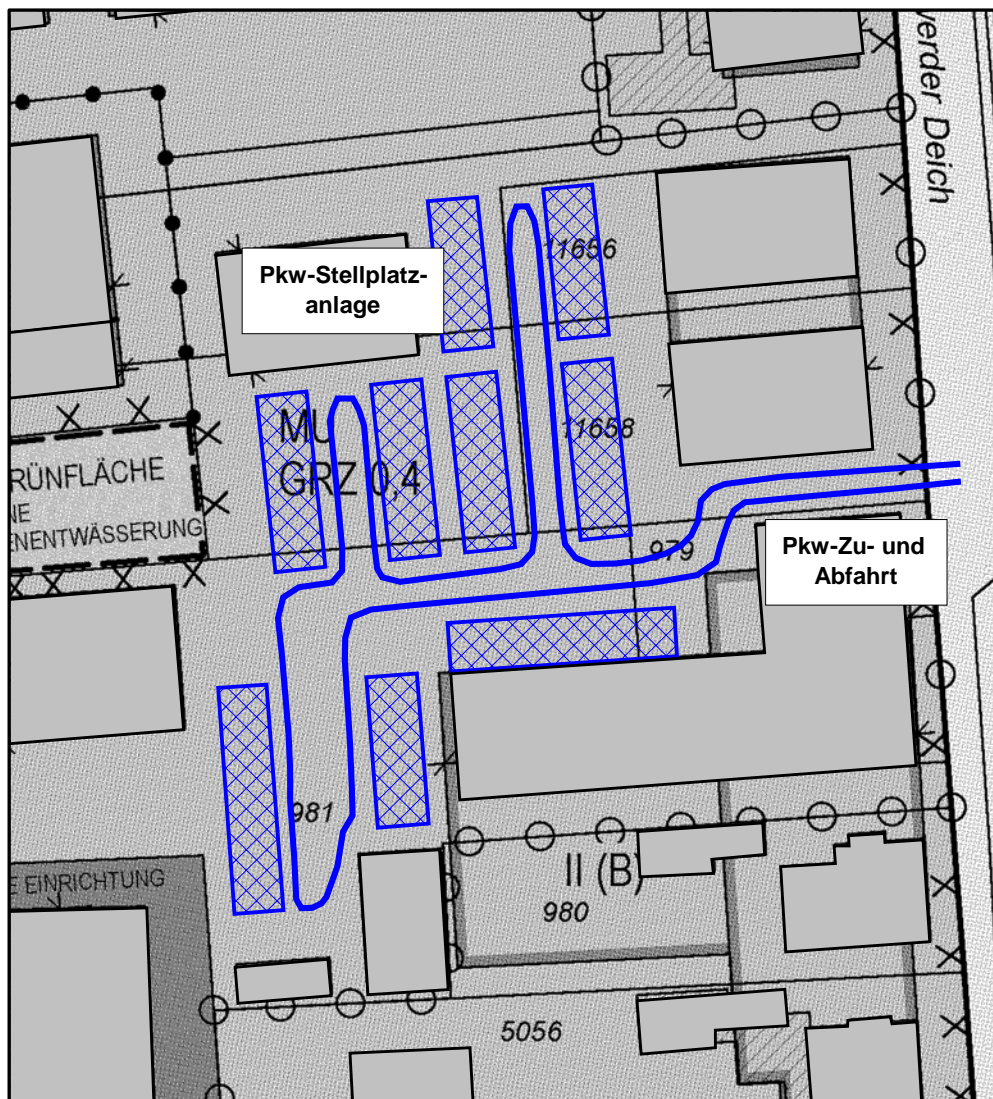 verder Deich
11656
Pkw-Stellplatz-
anlage
MU
GRZ 0,4
11658
RÜNFLÄCHE
NE
ENENTWÄSSERUNG
979
Pkw-Zu- und
Abfahrt
981
E EINRICHTUNG
II (B)
980
5056